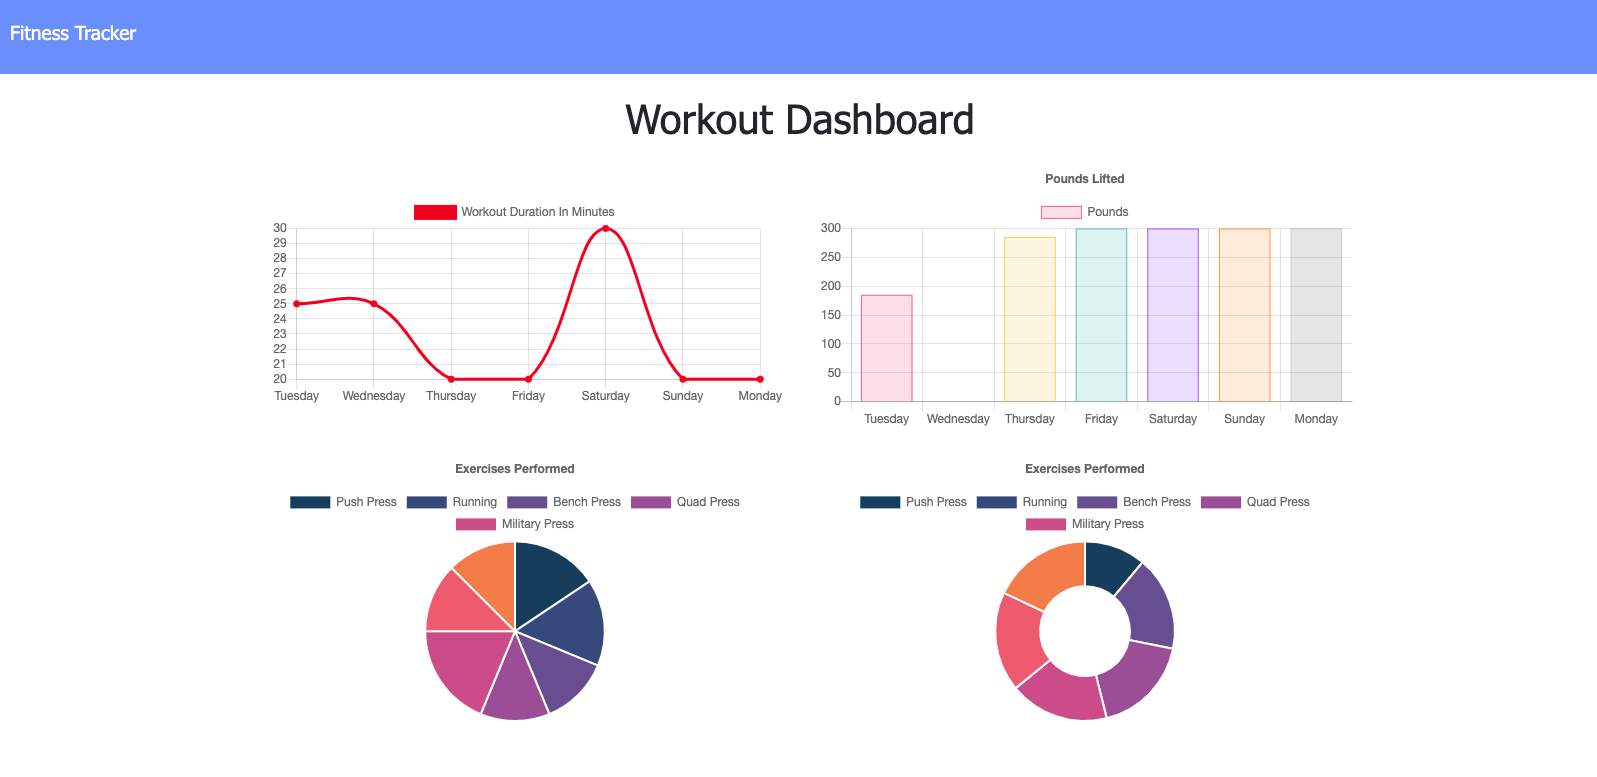 Fitness Tracker
Workout Dashboard
Workout Duration In Minutes
30
29
28
27
26
25
24
23
22
21
20
Tuesday Wednesday Thursday Friday Saturday Sunday Monday
Pounds Lifted
Pounds
300
250
200
150
100
50
0
Tuesday Wednesday Thursday Friday Saturday Sunday Monday
Exercises Performed
Push Press Running Bench Press Quad Press
Military Press
Exercises Performed
Push Press Running Bench Press Quad Press
Military Press